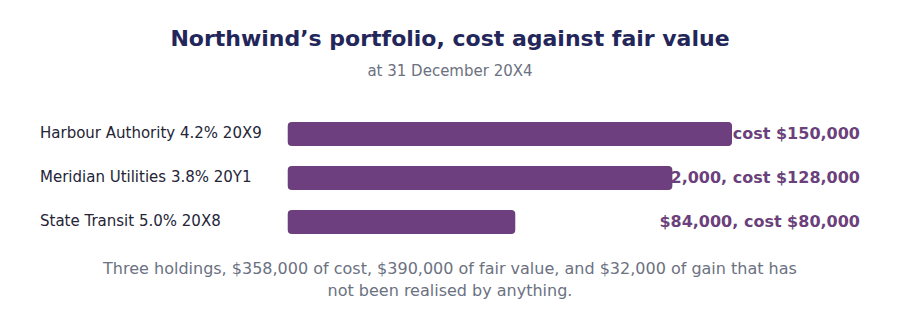 Northwind’s portfolio, cost against fair value
at 31 December 20X4
Harbour Authority 4.2% 20X9 cost $150,000
Meridian Utilities 3.8% 20Y1 2,000, cost $128,000
State Transit 5.0% 20X8 $84,000, cost $80,000
Three holdings, $358,000 of cost, $390,000 of fair value, and $32,000 of gain that has
not been realised by anything.